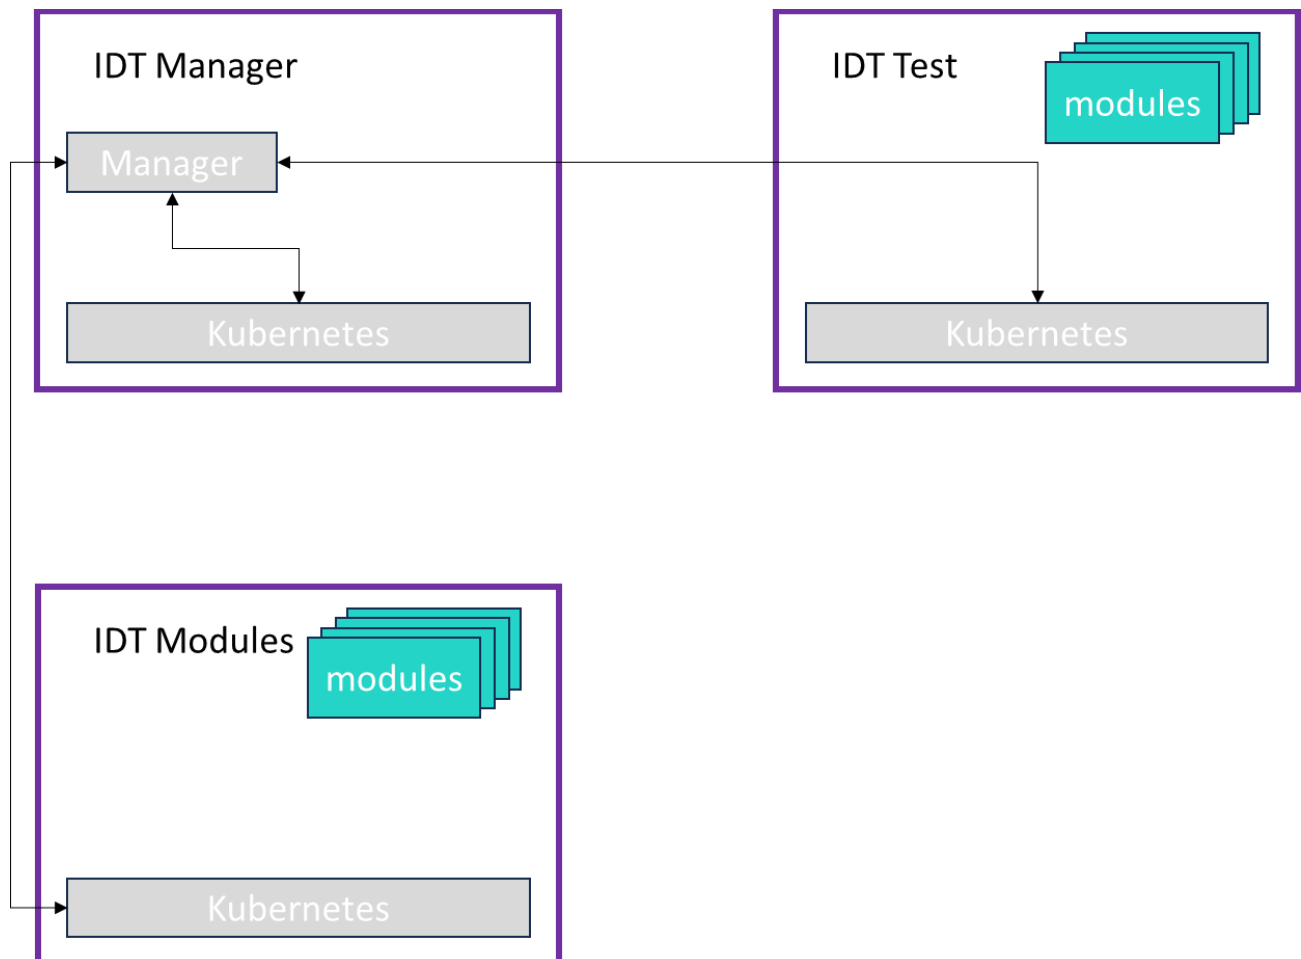 IDT Manager
Manager
Kubernetes
IDT Test
modules
Kubernetes
IDT Modules
modules
Kubernetes